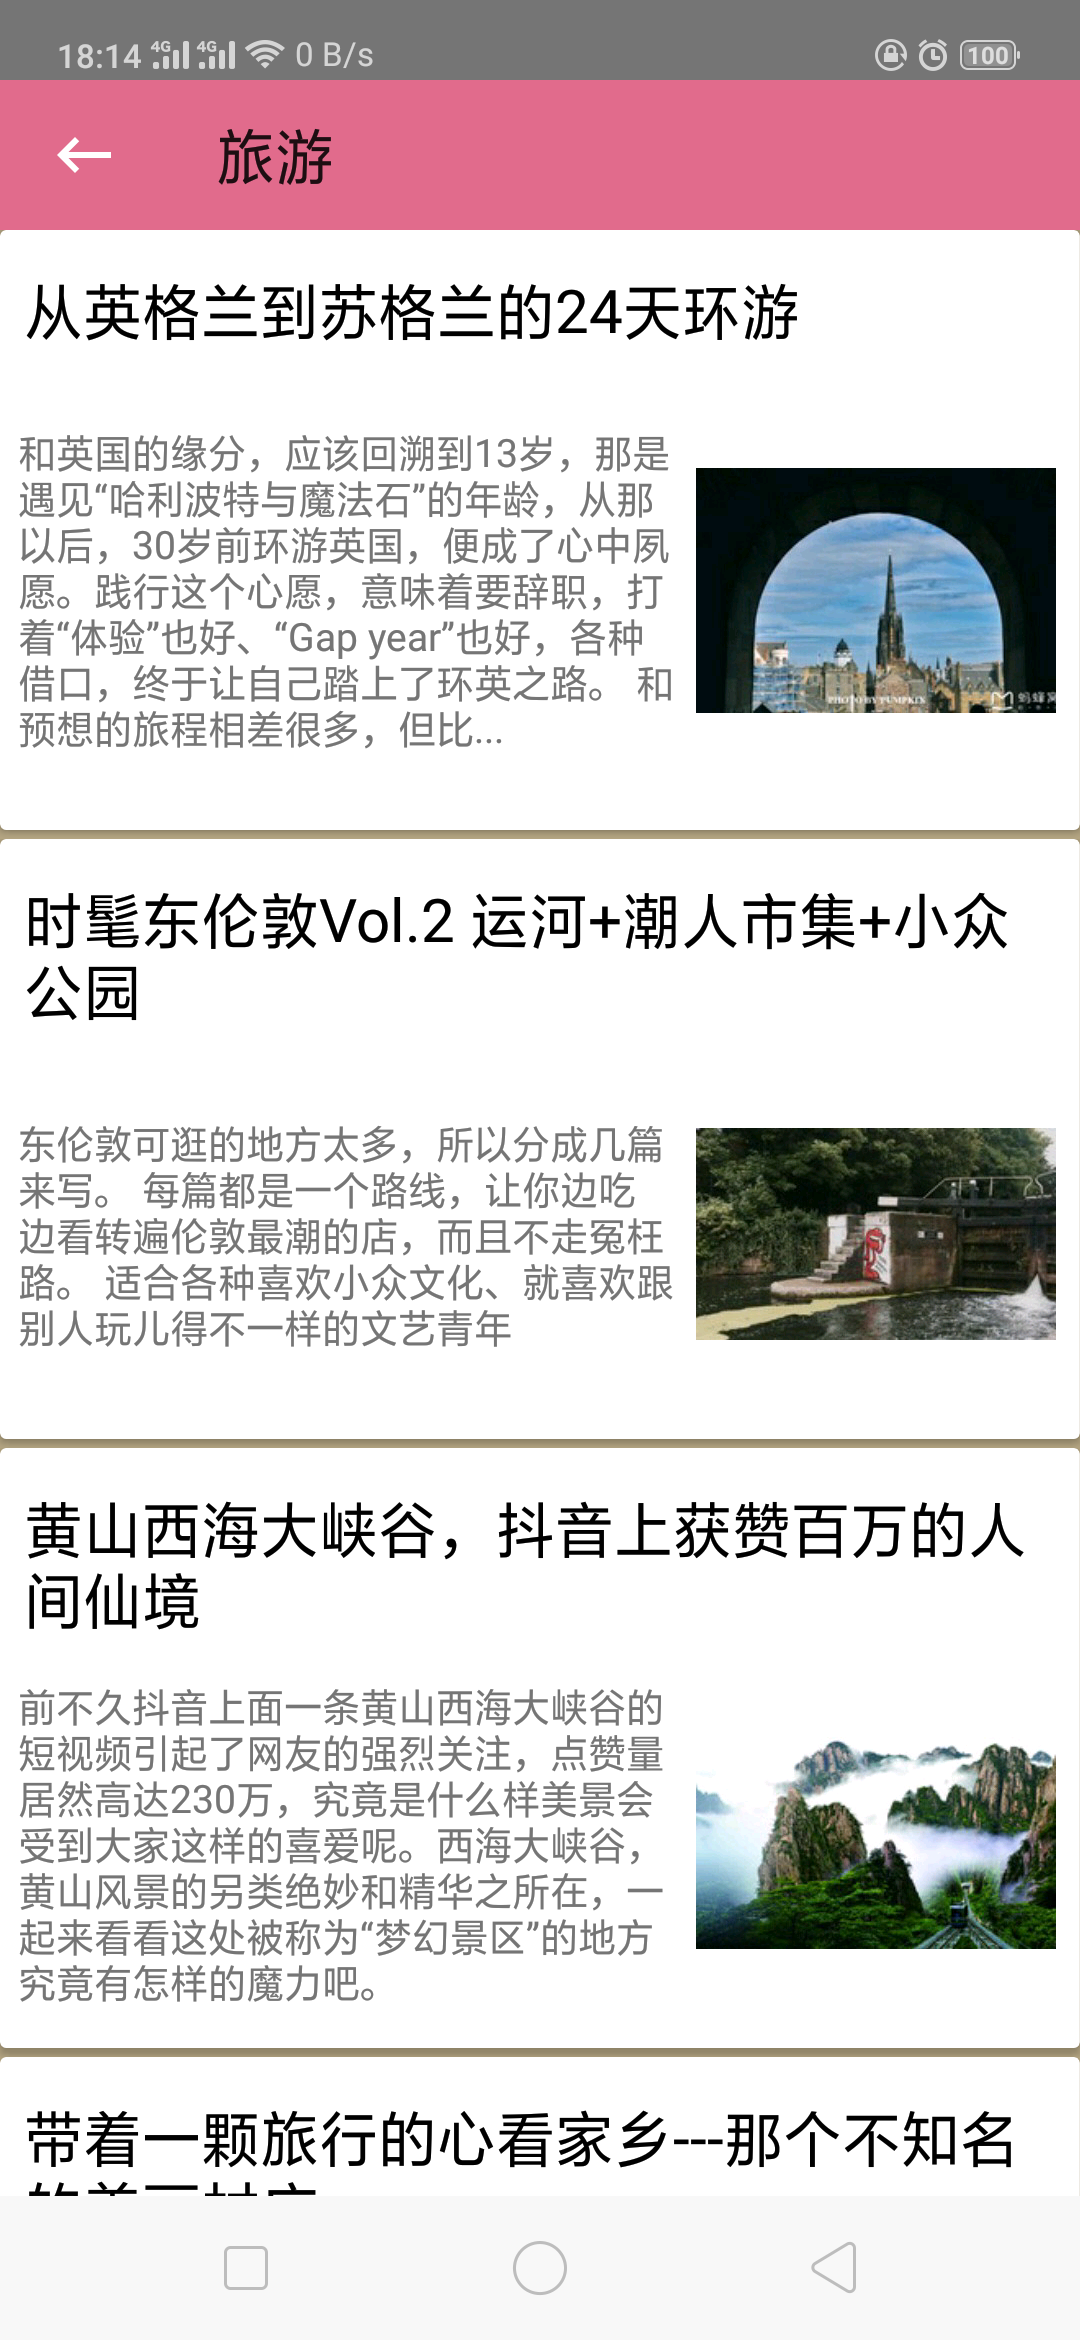 18:14 4G 4G 0 B/s 100
旅游
从英格兰到苏格兰的24天环游
和英国的缘分，应该回溯到13岁，那是
遇见“哈利波特与魔法石”的年龄，从那
以后，30岁前环游英国，便成了心中夙
愿。践行这个心愿，意味着要辞职，打
着“体验”也好、“Gap year”也好，各种
借口，终于让自己踏上了环英之路。 和
预想的旅程相差很多，但比...
PHOTO BY PUMPKIN
蚂蜂窝
时髦东伦敦Vol.2 运河+潮人市集+小众
公园
东伦敦可逛的地方太多，所以分成几篇
来写。 每篇都是一个路线，让你边吃
边看转遍伦敦最潮的店，而且不走冤枉
路。 适合各种喜欢小众文化、就喜欢跟
别人玩儿得不一样的文艺青年
黄山西海大峡谷，抖音上获赞百万的人
间仙境
前不久抖音上面一条黄山西海大峡谷的
短视频引起了网友的强烈关注，点赞量
居然高达230万，究竟是什么样美景会
受到大家这样的喜爱呢。西海大峡谷，
黄山风景的另类绝妙和精华之所在，一
起来看看这处被称为“梦幻景区”的地方
究竟有怎样的魔力吧。
带着一颗旅行的心看家乡---那个不知名